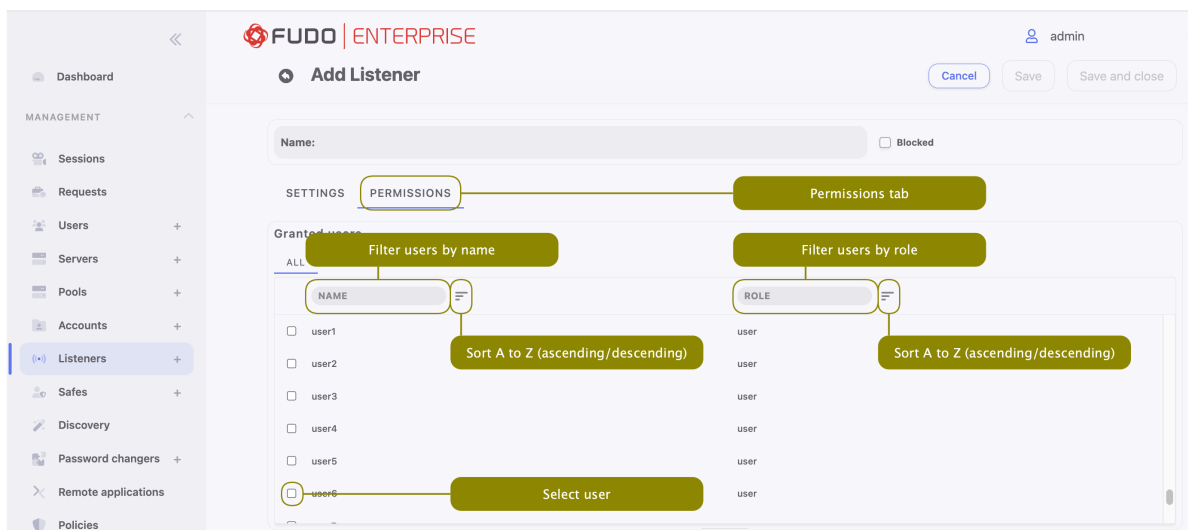 FUDO ENTERPRISE
admin
Dashboard
Add Listener
Cancel
Save
Save and close
MANAGEMENT
Name:
Blocked
Sessions
Requests
SETTINGS
PERMISSIONS
Permissions tab
Users +
Granted users
Filter users by name
Filter users by role
Servers +
ALL
Pools +
NAME
ROLE
Accounts +
user1
user
Sort A to Z (ascending/descending)
Sort A to Z (ascending/descending)
Listeners +
user2
user
Safes +
user3
user
Discovery
user4
user
Password changers +
user5
user
Remote applications
user6
Select user
user
Policies